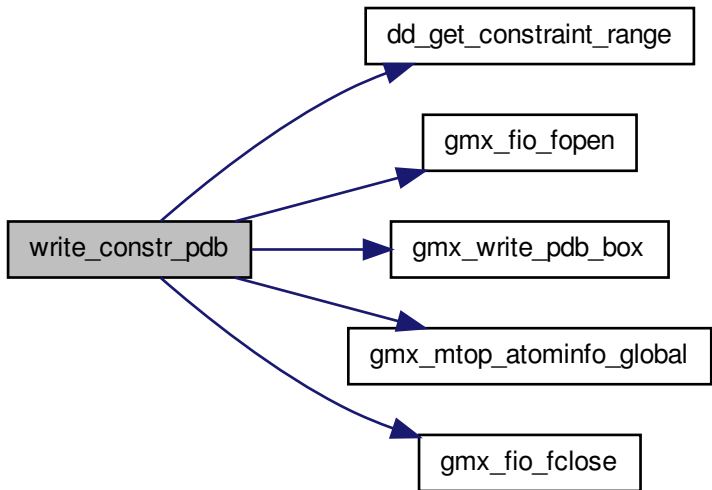 dd_get_constraint_range
gmx_fio_fopen
write_constr_pdb
gmx_write_pdb_box
gmx_mtop_atominfo_global
gmx_fio_fclose